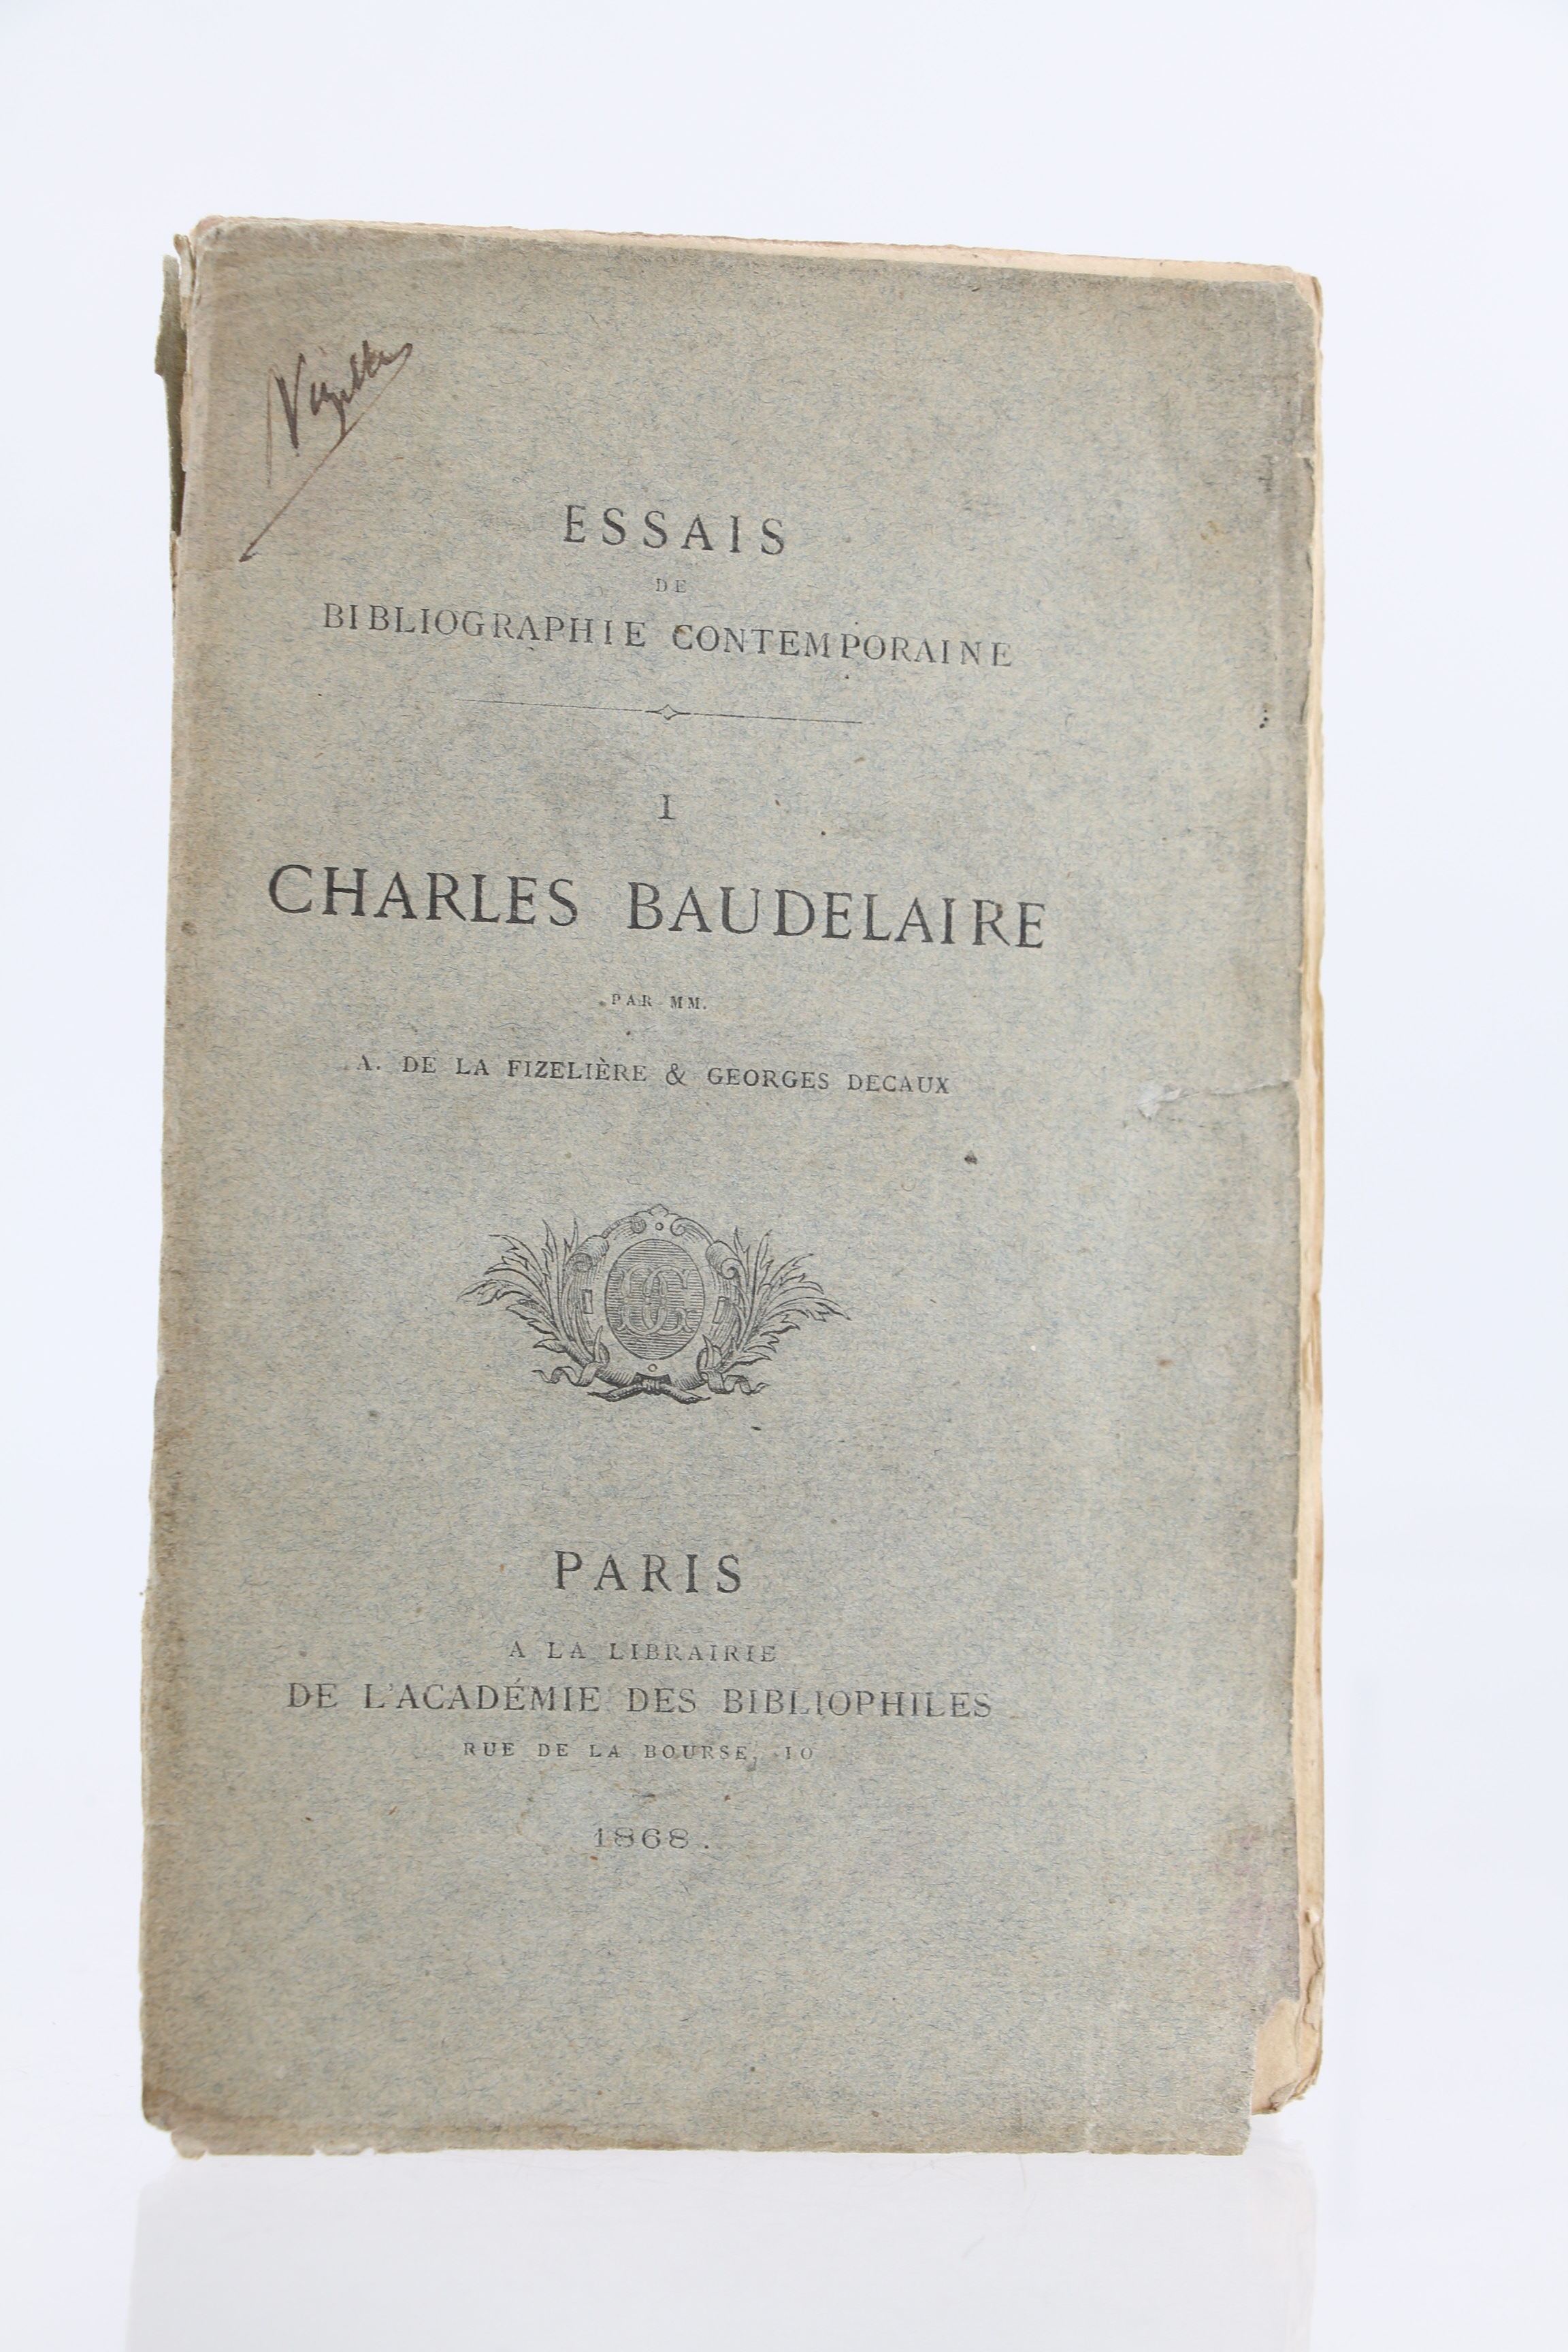 ESSAIS
DE
BIBLIOGRAPHIE CONTEMPORAINE
I
CHARLES BAUDELAIRE
PAR MM.
A. DE LA FIZELIÈRE & GEORGES DECAUX
PARIS
A LA LIBRAIRIE
DE L'ACADÉMIE DES BIBLIOPHILES
RUE DE LA BOURSE, 10
1868.